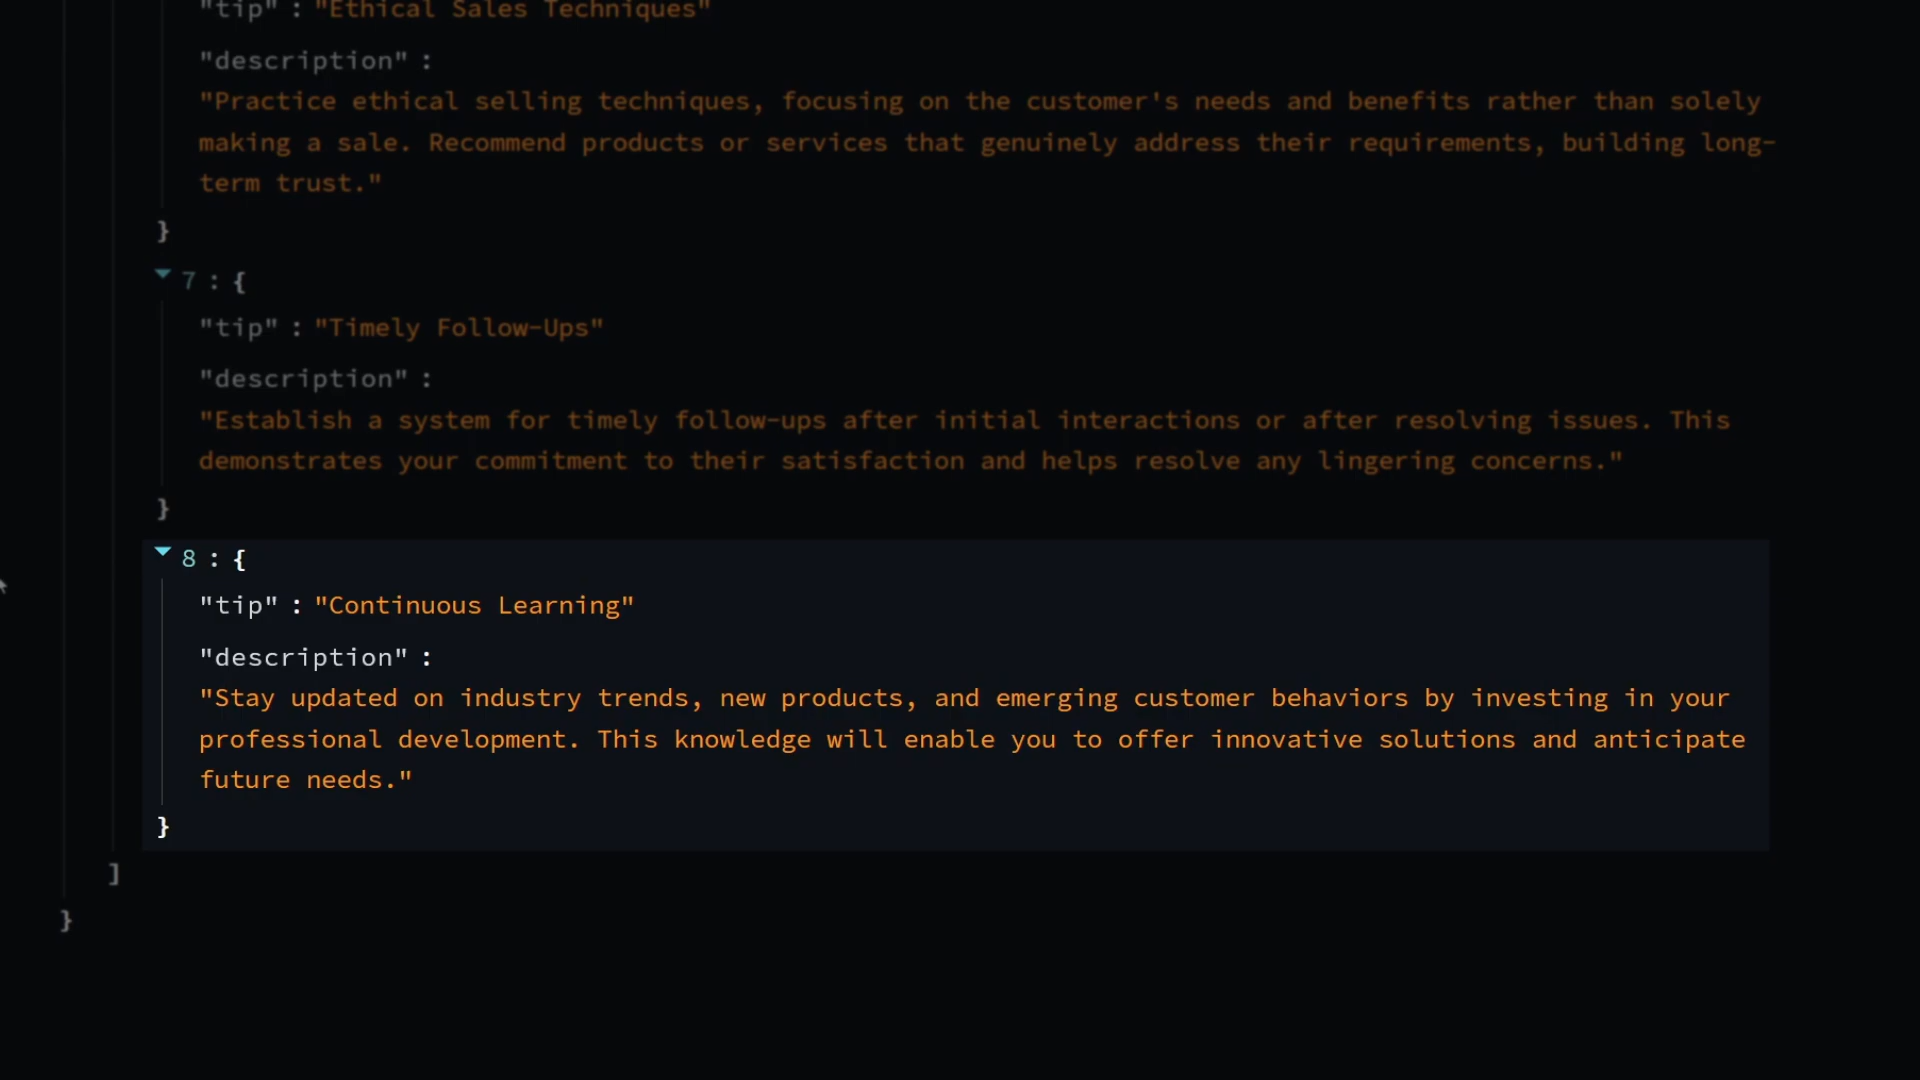 "tip" : "Ethical Sales Techniques"
"description" :
"Practice ethical selling techniques, focusing on the customer's needs and benefits rather than solely
making a sale. Recommend products or services that genuinely address their requirements, building long-
term trust."
}
7 : {
"tip" : "Timely Follow-Ups"
"description" :
"Establish a system for timely follow-ups after initial interactions or after resolving issues. This
demonstrates your commitment to their satisfaction and helps resolve any lingering concerns."
}
8 : {
"tip" : "Continuous Learning"
"description" :
"Stay updated on industry trends, new products, and emerging customer behaviors by investing in your
professional development. This knowledge will enable you to offer innovative solutions and anticipate
future needs."
}
]
}